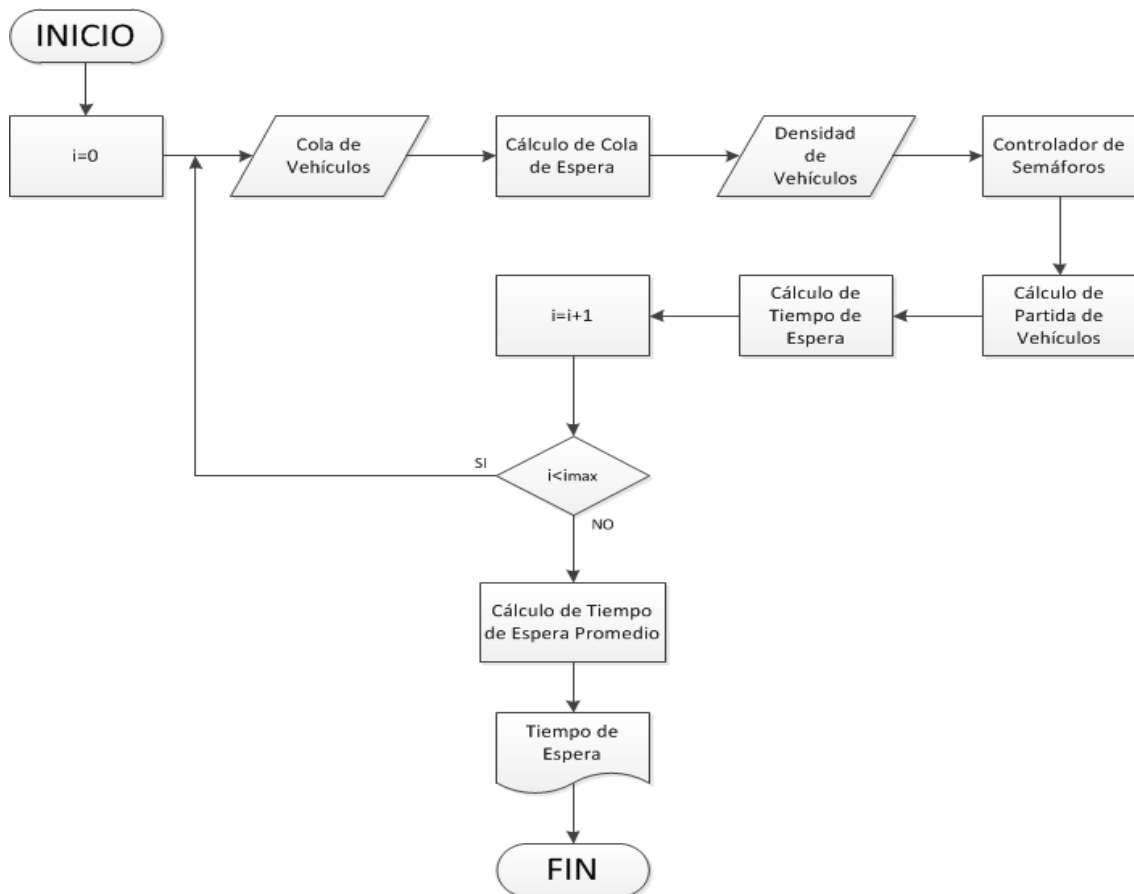 INICIO
i=0
Cola de
Vehículos
Cálculo de Cola
de Espera
Densidad
de
Vehículos
Controlador de
Semáforos
Cálculo de
Partida de
Vehículos
Cálculo de
Tiempo de
Espera
i=i+1
i<imax
SI
NO
Cálculo de Tiempo
de Espera Promedio
Tiempo de
Espera
FIN